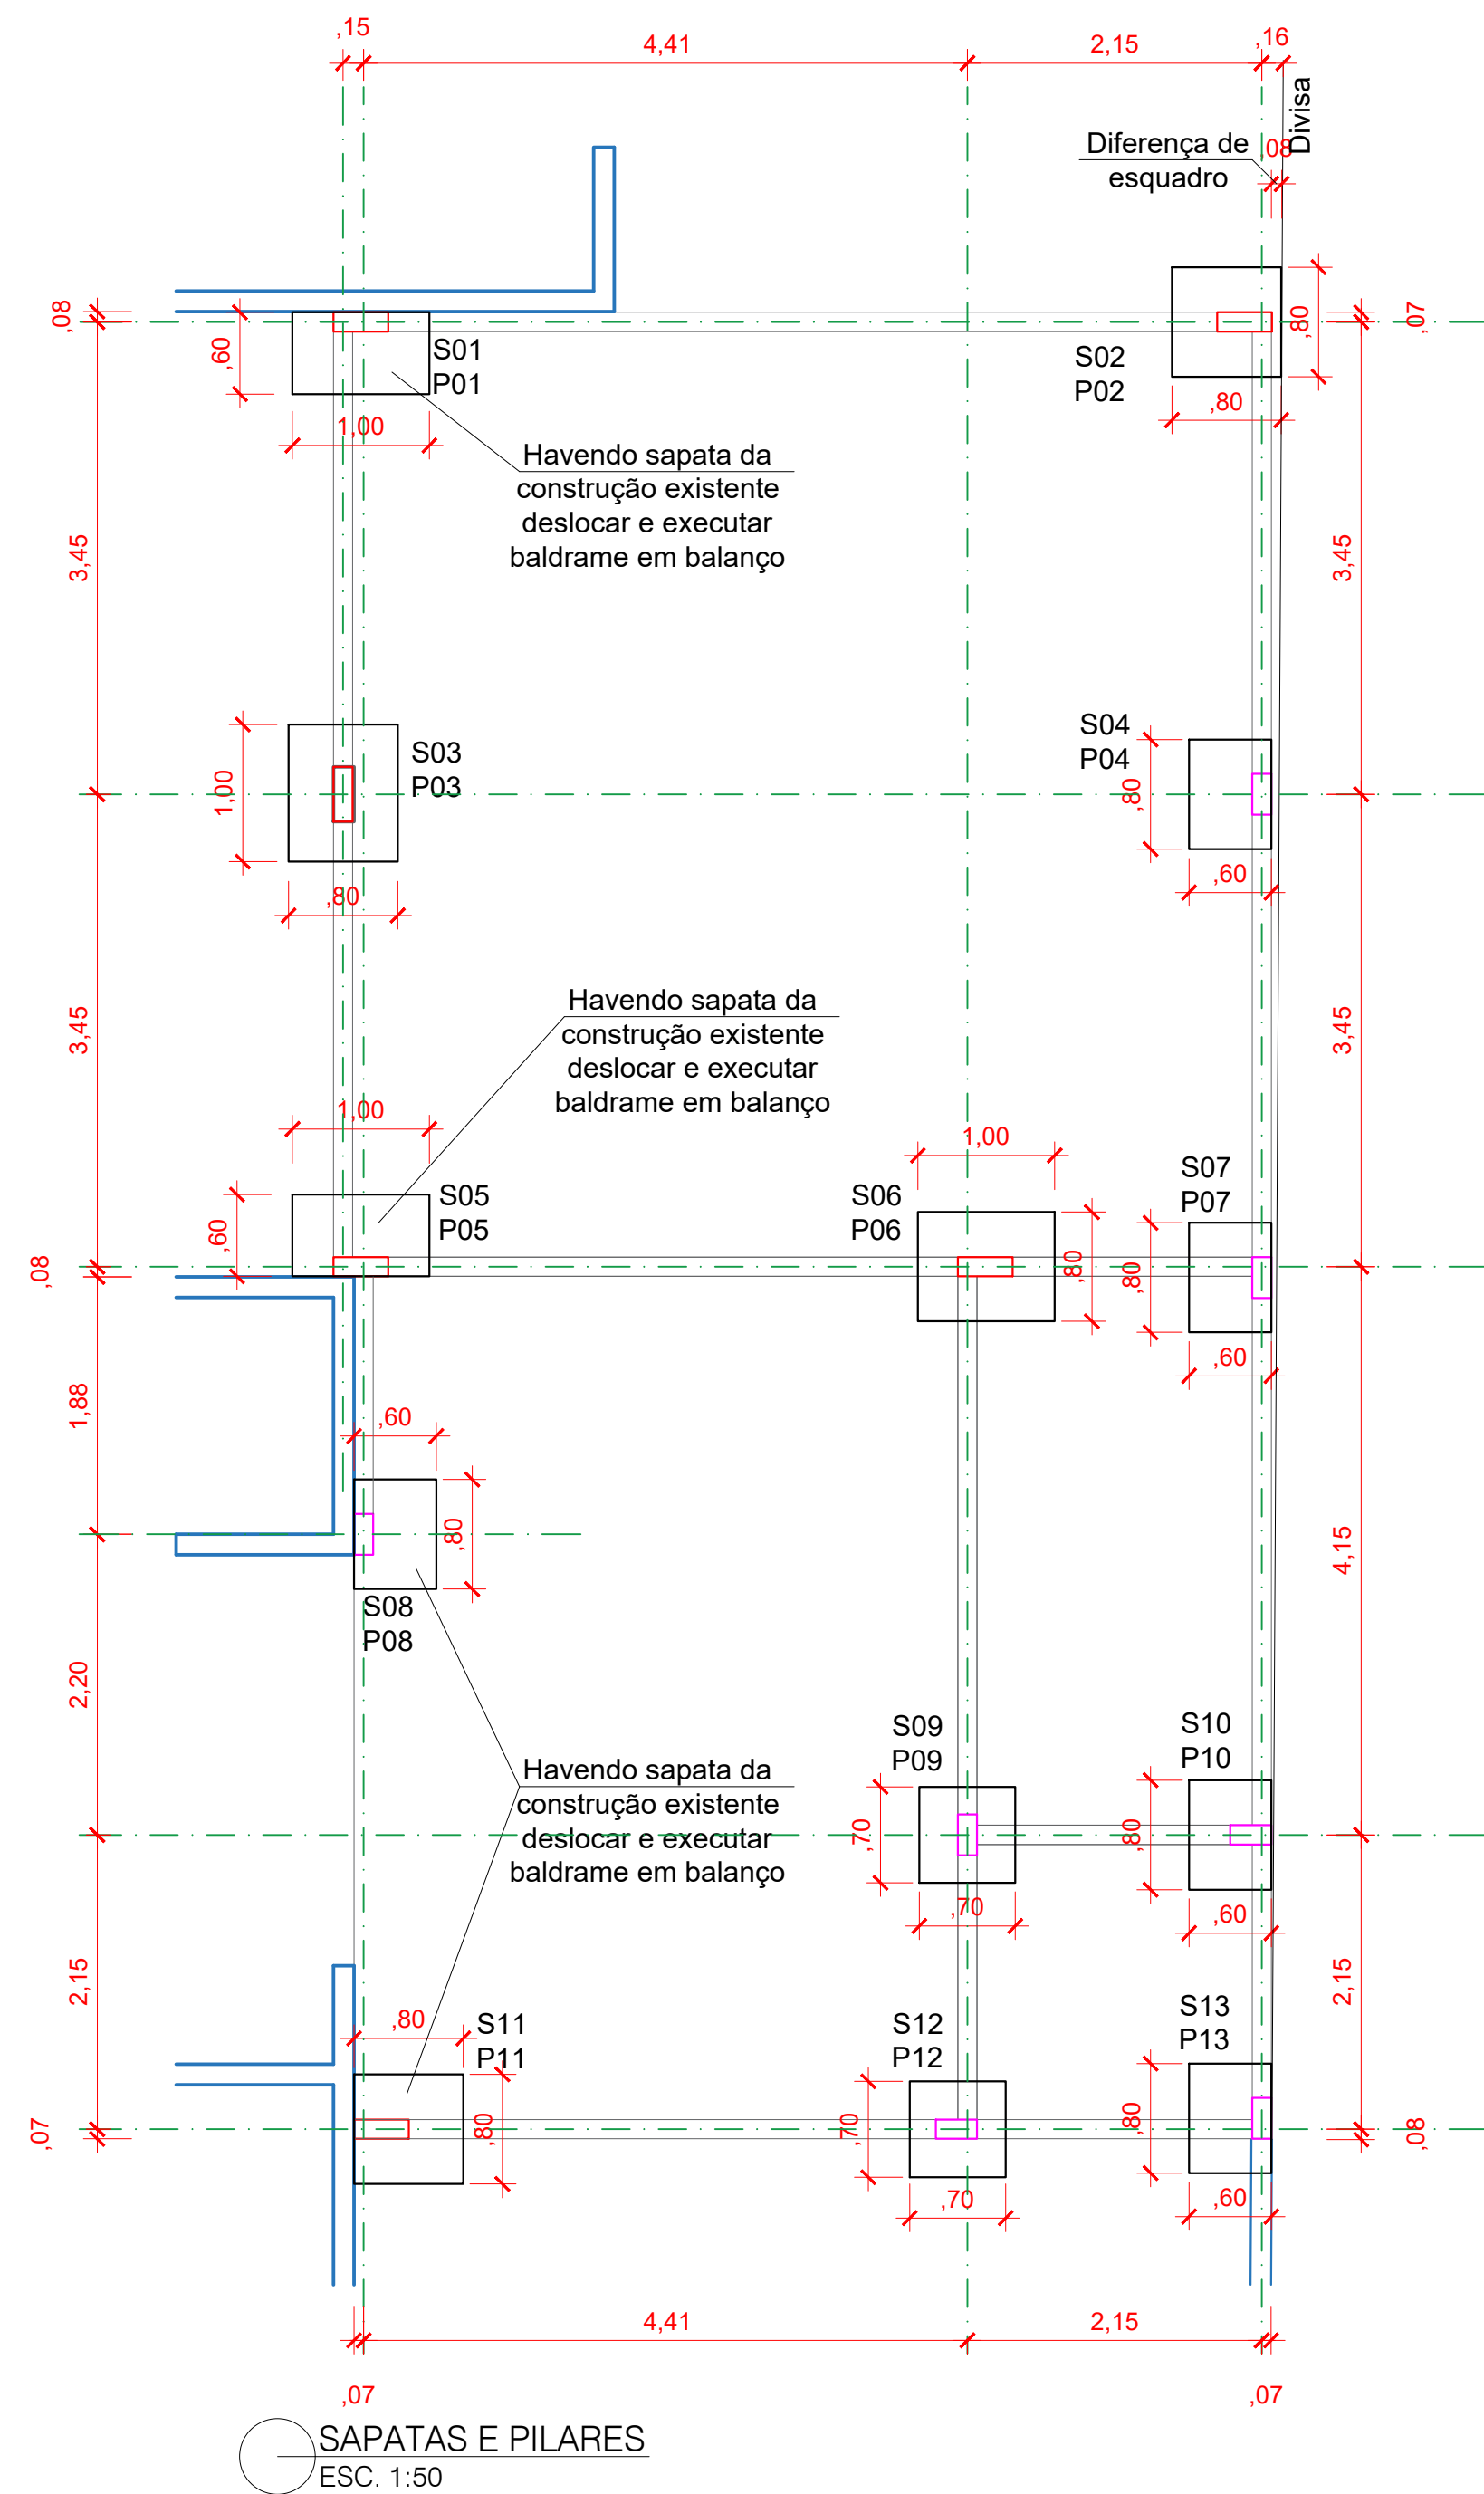 ,15
4,41
2,15
,16
Divisa
Diferença de
esquadro
,08
,08
,60
S01
P01
1,00
S02
P02
,80
,80
,07
Havendo sapata da
construção existente
deslocar e executar
baldrame em balanço
3,45
3,45
S03
P03
1,00
,80
S04
P04
,80
,60
3,45
3,45
Havendo sapata da
construção existente
deslocar e executar
baldrame em balanço
1,00
S05
P05
,60
,08
1,00
S06
P06
,80
S07
P07
,80
,60
1,88
,60
,80
S08
P08
4,15
2,20
Havendo sapata da
construção existente
deslocar e executar
baldrame em balanço
S09
P09
,70
,70
S10
P10
,80
,60
2,15
2,15
,80
S11
P11
,80
,07
S12
P12
,70
,70
S13
P13
,80
,60
,08
4,41
2,15
,07
,07
SAPATAS E PILARES
ESC. 1:50